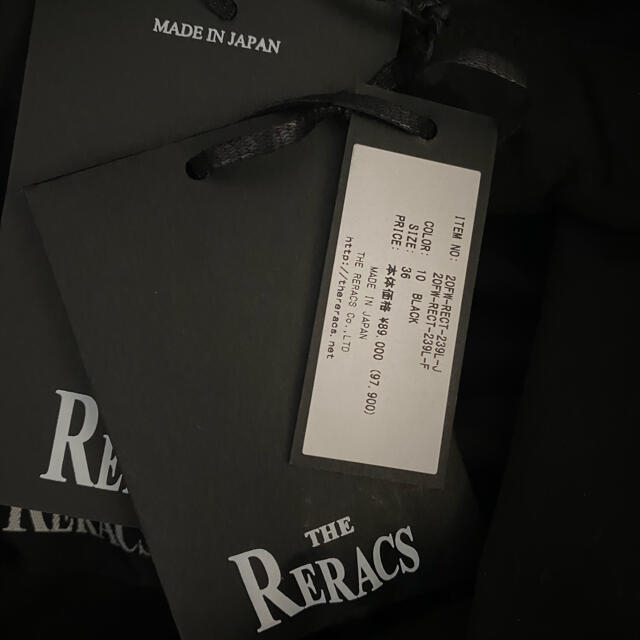 MADE IN JAPAN
ITEM NO: 20FW-RECT-239L-J
20FW-RECT-239L-F
COLOR: 10 BLACK
SIZE: 36
PRICE: 本体価格 ¥89,000 (97,900)
MADE IN JAPAN
THE RERACS Co.,LTD
http://thereracs.net
RE
RERACS
THE
RERACS